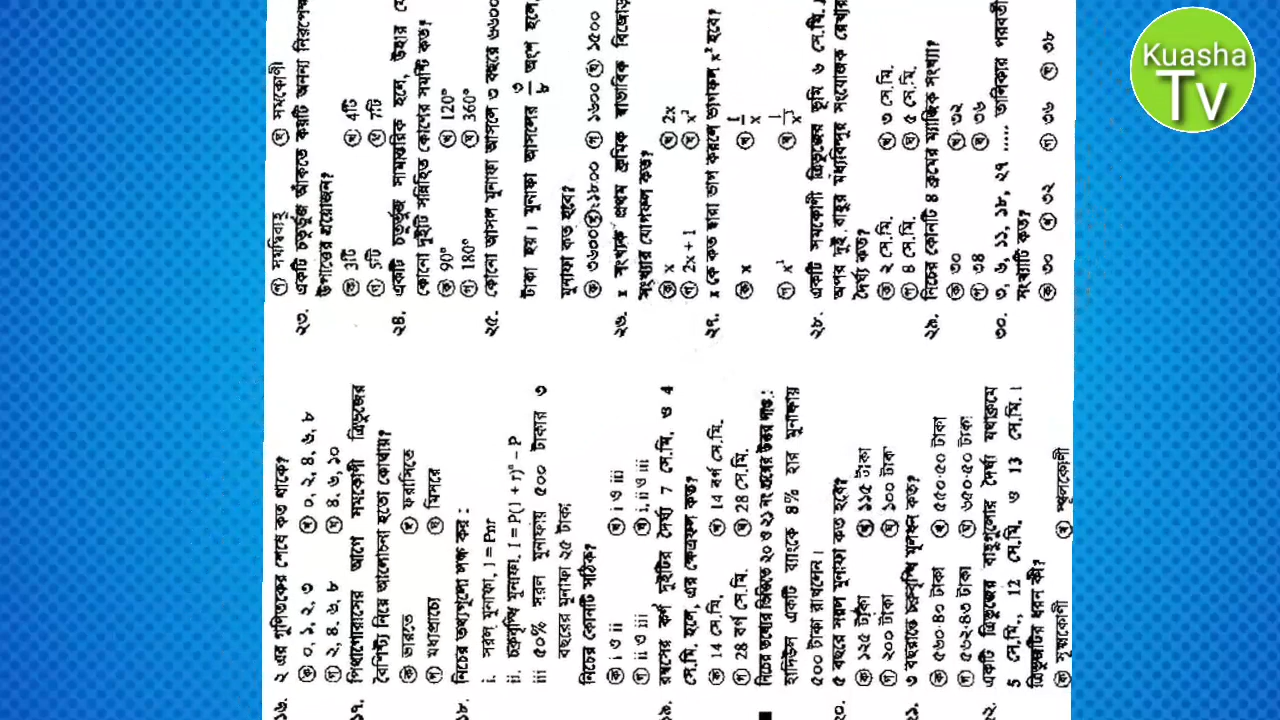 Kuasha
Tv
১৬. ২ এর গুণিতকের শেষে কত থাকে?
ক ০, ১, ২, ৩ খ ০, ২, ৪, ৬, ৮
গ ২, ৪, ৬, ৮ ঘ ৪, ৬, ১০
১৭. পিথাগোরাসের আগে সমকোণী ত্রিভুজের
বৈশিষ্ট্য নিয়ে আলোচনা হতো কোথায়?
ক ভারতে খ ফরাসিতে
গ মধ্যপ্রাচ্যে ঘ মিসরে
১৮. নিচের তথ্যগুলো লক্ষ কর :
i. সরল মুনাফা, I = Pnr
ii. চক্রবৃদ্ধি মুনাফা, I = P(1 + r)ⁿ – P
iii ৫০% সরল মুনাফায় ৫০০ টাকার ৩
বছরের মুনাফা ২৫ টাকা
নিচের কোনটি সঠিক?
ক i ও ii খ i ও iii
গ ii ও iii ঘ i, ii ও iii
১৯. রম্বসের কর্ণ দুইটির দৈর্ঘ্য 7 সে.মি. ও 4
সে.মি. হলে, এর ক্ষেত্রফল কত?
ক 14 সে.মি. খ 14 বর্গ সে.মি.
গ 28 বর্গ সে.মি. ঘ 28 সে.মি.
■ নিচের তথ্যের ভিত্তিতে ২০ ও ২১ নং প্রশ্নের উত্তর দাও :
হাদিউল একটি ব্যাংকে ৪% হার মুনাফায়
৫০০ টাকা রাখলেন।
২০. ৫ বছরে সরল মুনাফা কত হবে?
ক ১২৫ টাকা খ ১১৫ টাকা
গ ২০০ টাকা ঘ ১০০ টাকা
২১. ৩ বছরান্তে চক্রবৃদ্ধি মূলধন কত?
ক ৫৬০·৪০ টাকা খ ৫৫০·৫০ টাকা
গ ৫৬২·৪৩ টাকা ঘ ৬৫০·৫০ টাকা
২২. একটি ত্রিভুজের বাহুগুলোর দৈর্ঘ্য যথাক্রমে
5 সে.মি., 12 সে.মি. ও 13 সে.মি.।
ত্রিভুজটির ধরন কী?
ক সূক্ষ্মকোণী খ স্থূলকোণী
গ সমদ্বিবাহু ঘ সমকোণী
২৩. একটি চতুর্ভুজ আঁকতে কয়টি অনন্য নিরপেক্ষ
উপাত্তের প্রয়োজন?
ক 3টি খ 4টি
গ 5টি ঘ 7টি
২৪. একটি চতুর্ভুজ সামান্তরিক হলে, উহার যে
কোনো দুইটি সন্নিহিত কোণের সমষ্টি কত?
ক 90° খ 120°
গ 180° ঘ 360°
২৫. কোনো আসল মুনাফা আসলে ৩ বছরে ৬৬০০
টাকা হয়। মুনাফা আসলের ৩/৮ অংশ হলে,
মুনাফা কত হবে?
ক ৩৬০০ খ ১৮০০ গ ১৬০০ ঘ ১৫০০
২৬. x সংখ্যক প্রথম ক্রমিক স্বাভাবিক বিজোড়
সংখ্যার যোগফল কত?
ক x খ 2x
গ 2x + 1 ঘ x²
২৭. x কে কত দ্বারা ভাগ করলে ভাগফল x² হবে?
ক x খ 1/x
গ x³ ঘ 1/x³
২৮. একটি সমকোণী ত্রিভুজের ভূমি ৬ সে.মি.।
অপর দুই বাহুর মধ্যবিন্দুর সংযোজক রেখার
দৈর্ঘ্য কত?
ক ২ সে.মি. খ ৩ সে.মি.
গ ৪ সে.মি. ঘ ৫ সে.মি.
২৯. নিচের কোনটি ৪ ক্রমের ম্যাজিক সংখ্যা?
ক ৩০ খ ৩২
গ ৩৪ ঘ ৩৬
৩০. ৩, ৬, ১১, ১৮, ২৭ ..... তালিকার পরবর্তী
সংখ্যাটি কত?
ক ৩০ খ ৩২ গ ৩৬ ঘ ৩৮